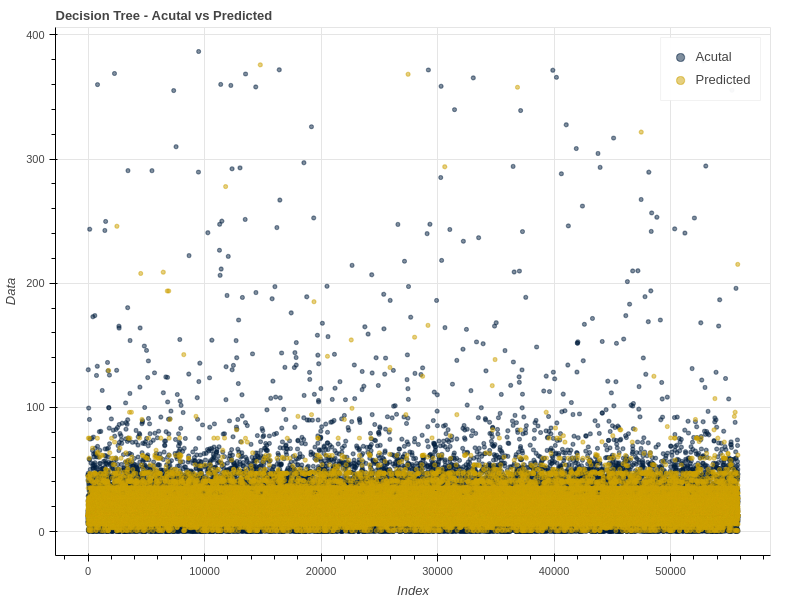 Decision Tree - Acutal vs Predicted
Acutal
Predicted
Data
400
300
200
100
0
0 10000 20000 30000 40000 50000
Index